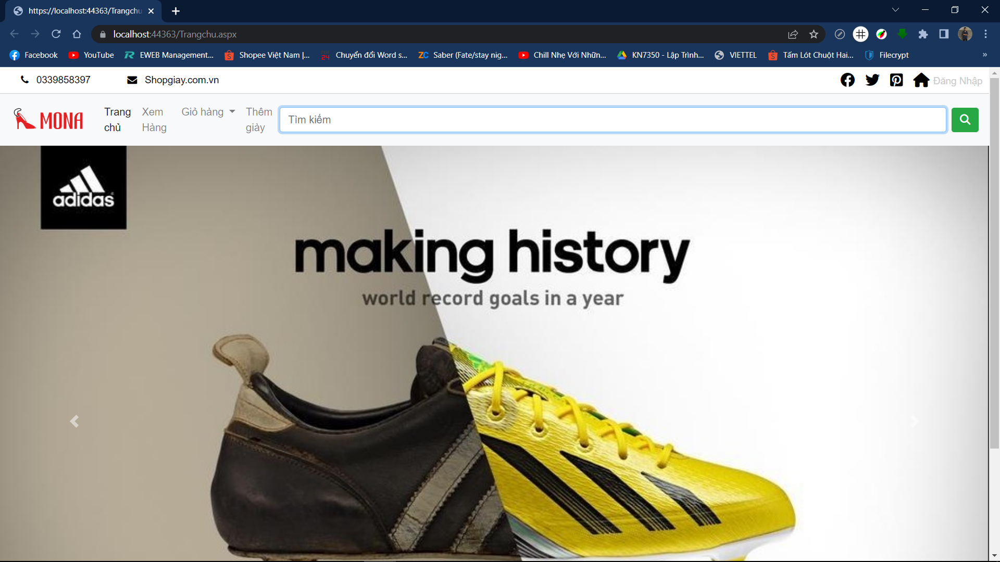 https://localhost:44363/Trangchu
localhost:44363/Trangchu.aspx
Facebook YouTube EWEB Management... Shopee Việt Nam |... Chuyển đổi Word s... Saber (Fate/stay nig... Chill Nhẹ Với Nhữn... KN7350 - Lập Trình... VIETTEL Tấm Lót Chuột Hai... Filecrypt »
0339858397 Shopgiay.com.vn Đăng Nhập
MONA Trang chủ Xem Hàng Giỏ hàng Thêm giày Tìm kiếm
adidas
making history
world record goals in a year